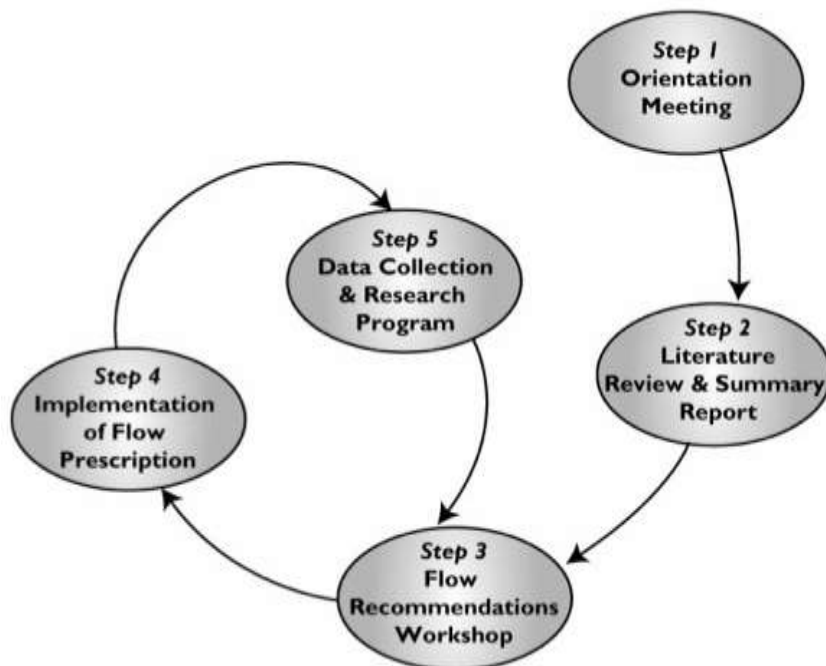 Step 1
Orientation
Meeting
Step 2
Literature
Review & Summary
Report
Step 3
Flow
Recommendations
Workshop
Step 4
Implementation
of Flow
Prescription
Step 5
Data Collection
& Research
Program